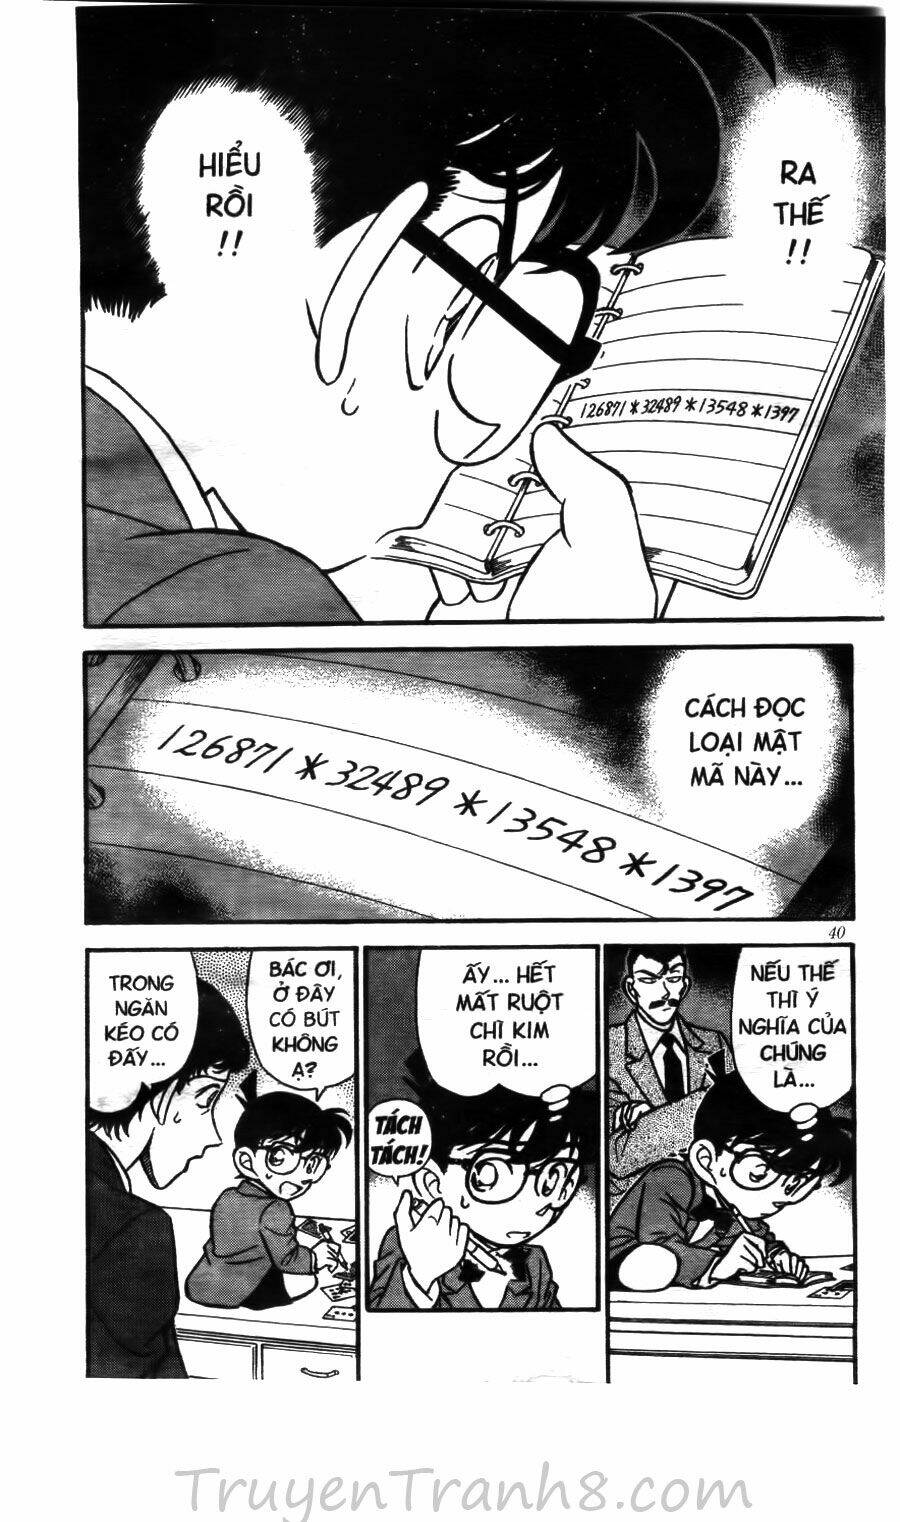 RA
THẾ
!!
HIỂU
RỒI
!!
126871*32489*13548*1397
CÁCH ĐỌC
LOẠI MẬT
MÃ NÀY...
126871*32489*13548*1397
40
NẾU THẾ
THÌ Ý
NGHĨA CỦA
CHÚNG
LÀ...
ẤY... HẾT
MẤT RUỘT
CHÌ KIM
RỒI...
TÁCH
TÁCH!
BÁC ƠI,
Ở ĐÂY
CÓ BÚT
KHÔNG
Ạ?
TRONG
NGĂN
KÉO CÓ
ĐẤY...
TruyenTranh8.com